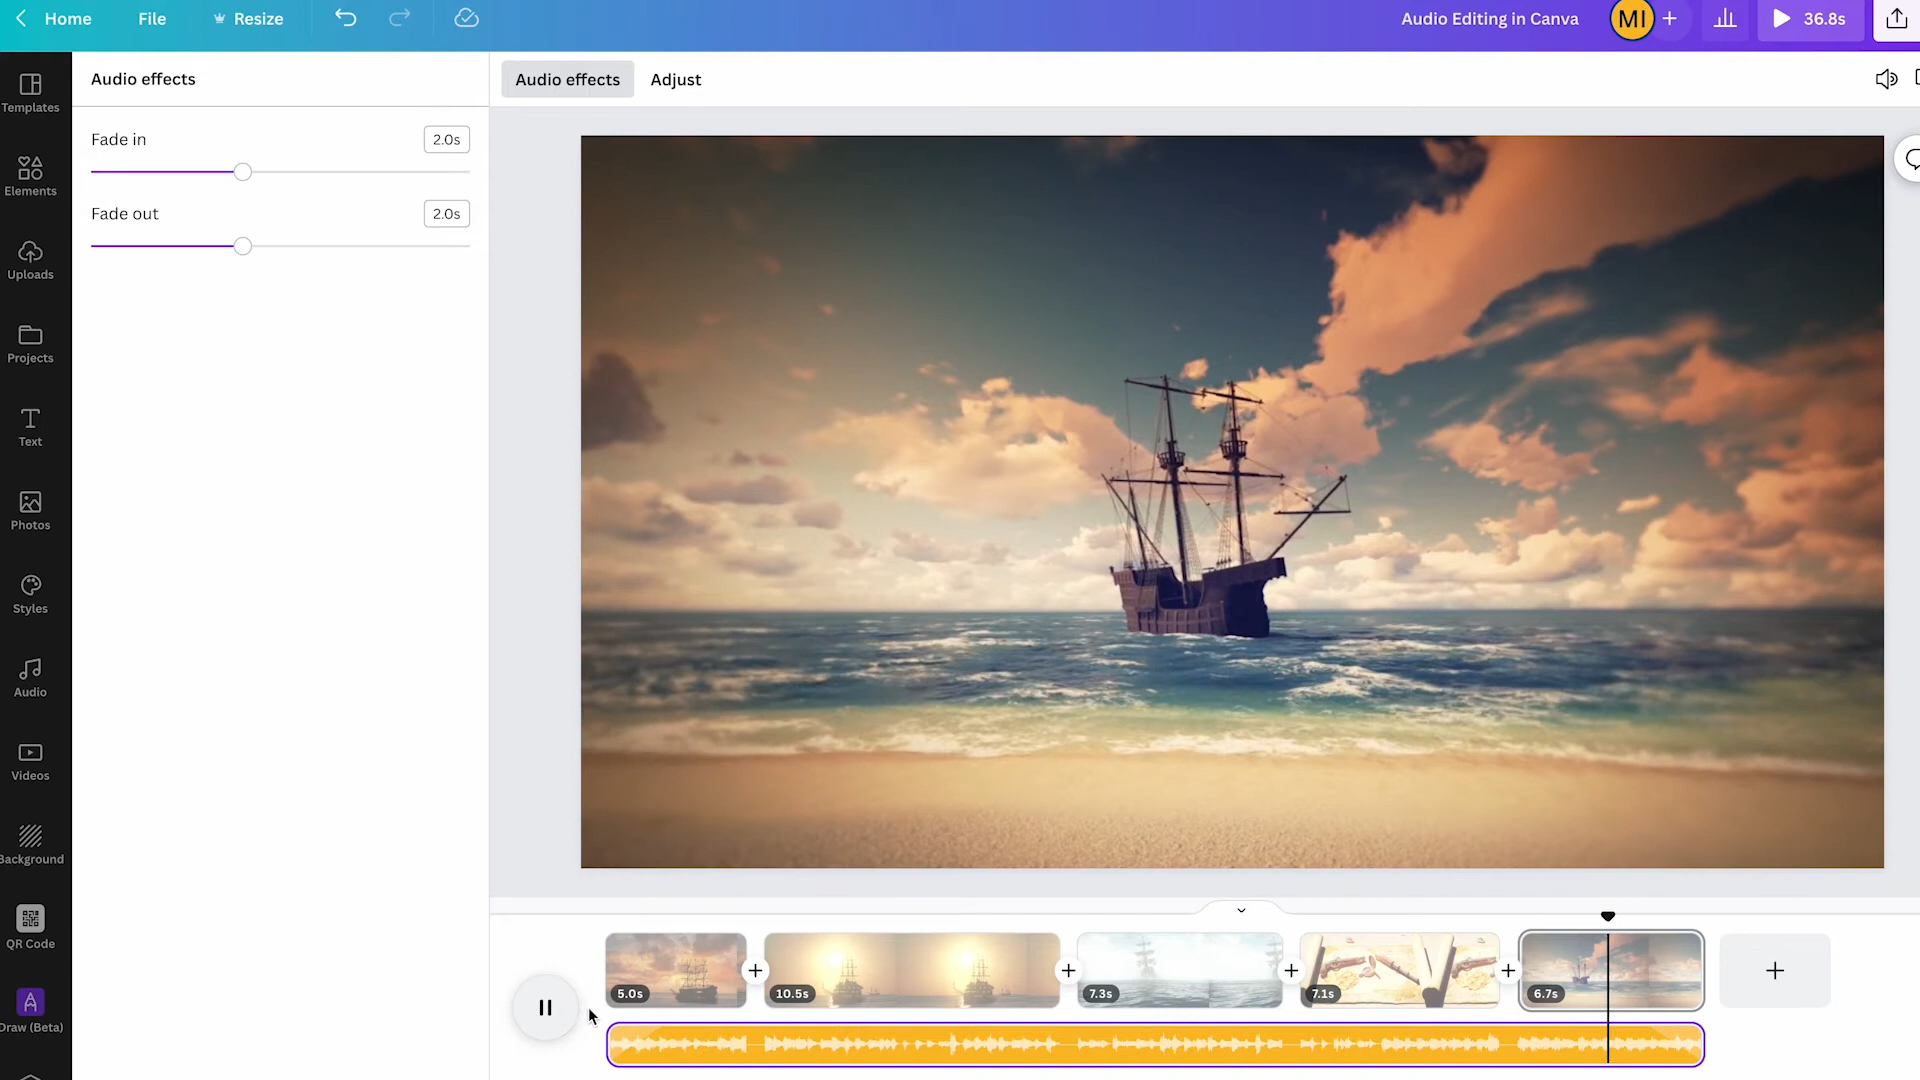 Home
File
Resize
Audio Editing in Canva
MI
36.8s
Templates
Elements
Uploads
Projects
Text
Photos
Styles
Audio
Videos
Background
QR Code
Draw (Beta)
Audio effects
Fade in
2.0s
Fade out
2.0s
Audio effects
Adjust
5.0s
10.5s
7.3s
7.1s
6.7s